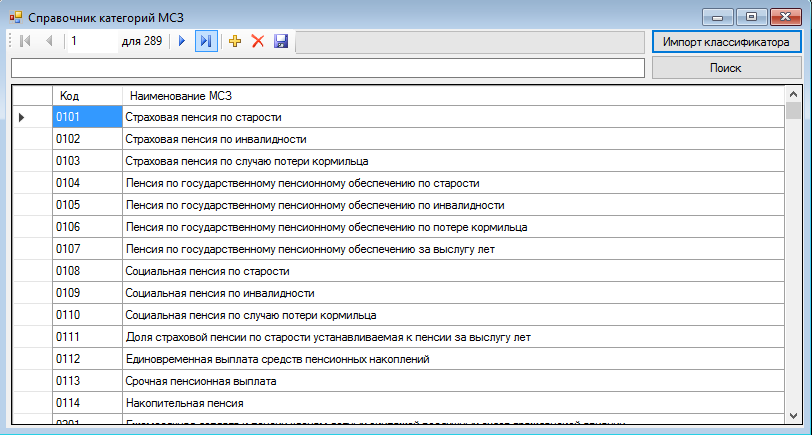 Справочник категорий МСЗ
1 для 289 Импорт классификатора
Поиск
Код Наименование МСЗ
0101 Страховая пенсия по старости
0102 Страховая пенсия по инвалидности
0103 Страховая пенсия по случаю потери кормильца
0104 Пенсия по государственному пенсионному обеспечению по старости
0105 Пенсия по государственному пенсионному обеспечению по инвалидности
0106 Пенсия по государственному пенсионному обеспечению по потере кормильца
0107 Пенсия по государственному пенсионному обеспечению за выслугу лет
0108 Социальная пенсия по старости
0109 Социальная пенсия по инвалидности
0110 Социальная пенсия по случаю потери кормильца
0111 Доля страховой пенсии по старости устанавливаемая к пенсии за выслугу лет
0112 Единовременная выплата средств пенсионных накоплений
0113 Срочная пенсионная выплата
0114 Накопительная пенсия